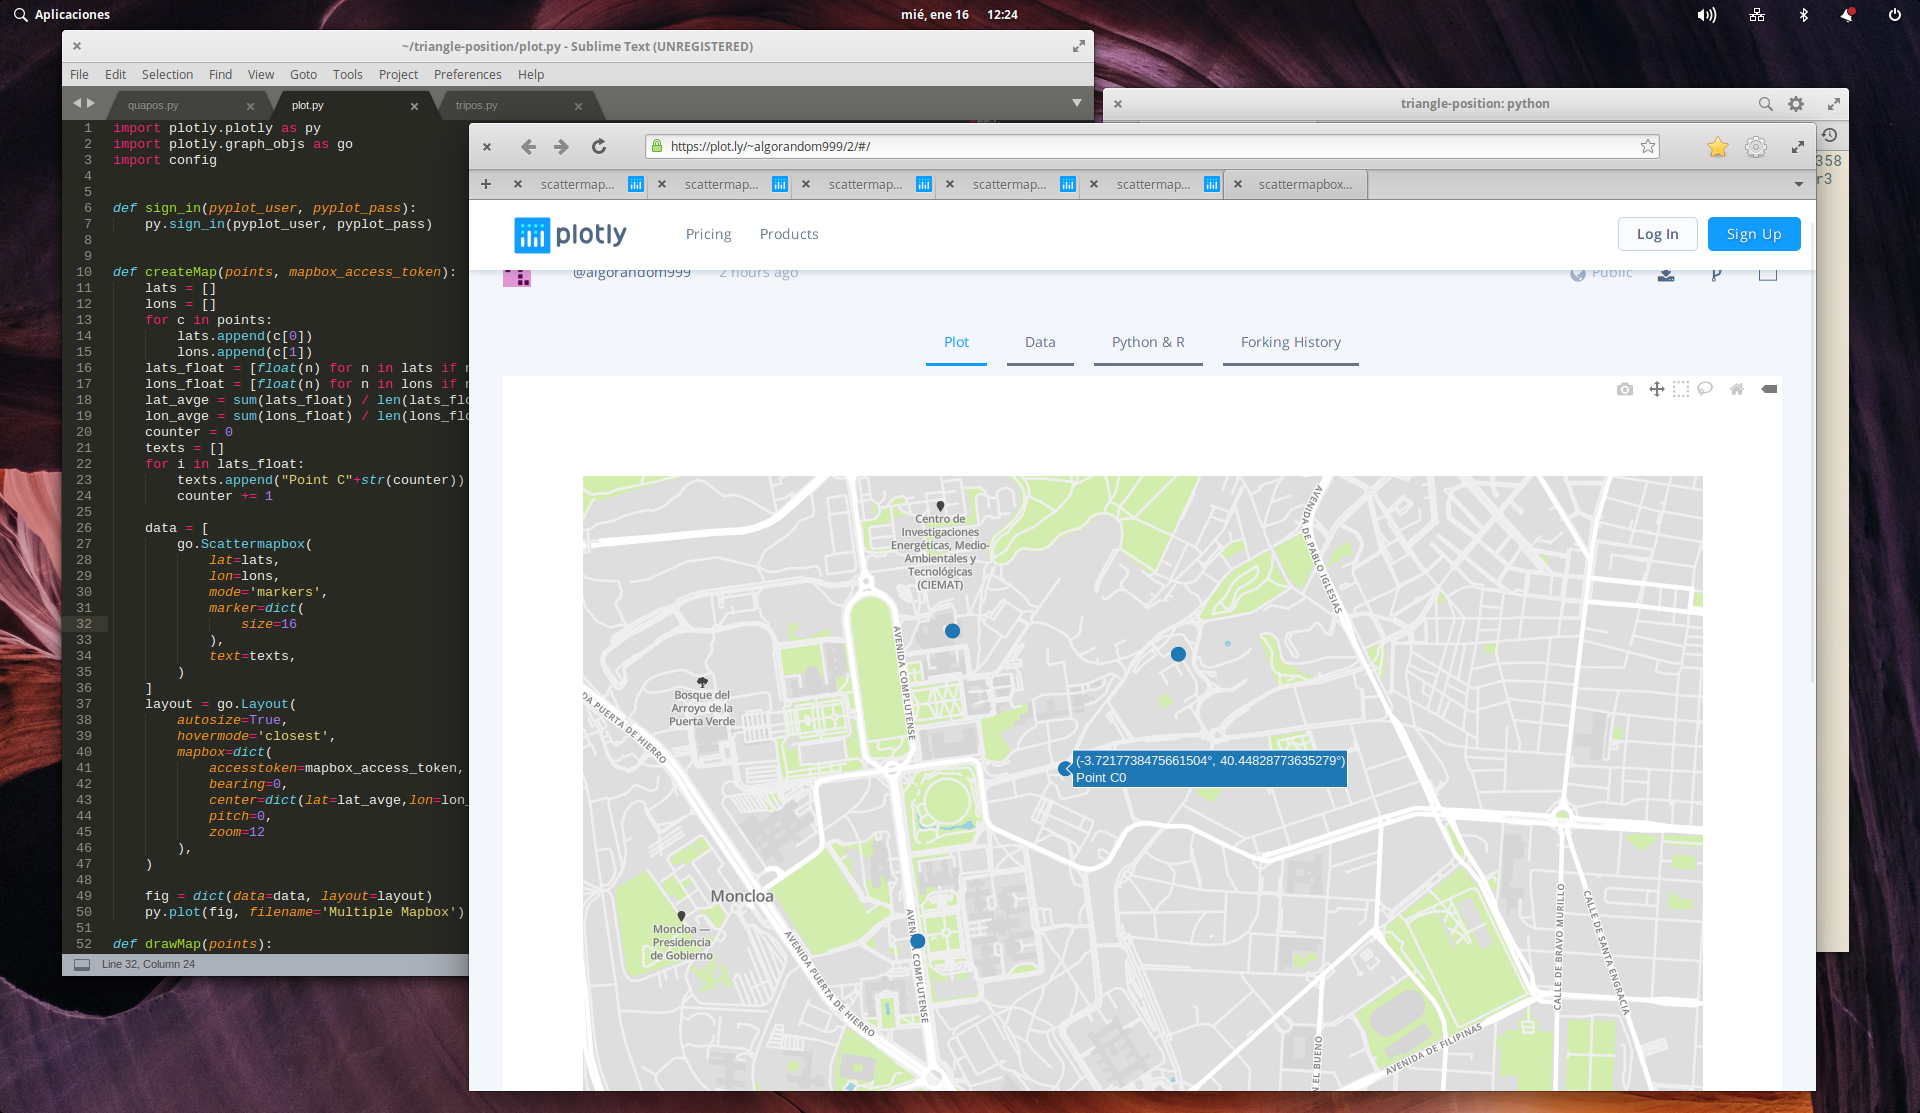 Aplicaciones
mié, ene 16 12:24
~/triangle-position/plot.py - Sublime Text (UNREGISTERED)
File Edit Selection Find View Goto Tools Project Preferences Help
quapos.py plot.py tripos.py
1 import plotly.plotly as py
2 import plotly.graph_objs as go
3 import config
4
5
6 def sign_in(pyplot_user, pyplot_pass):
7 py.sign_in(pyplot_user, pyplot_pass)
8
9
10 def createMap(points, mapbox_access_token):
11 lats = []
12 lons = []
13 for c in points:
14 lats.append(c[0])
15 lons.append(c[1])
16 lats_float = [float(n) for n in lats if
17 lons_float = [float(n) for n in lons if
18 lat_avge = sum(lats_float) / len(lats_flo
19 lon_avge = sum(lons_float) / len(lons_flo
20 counter = 0
21 texts = []
22 for i in lats_float:
23 texts.append("Point C"+str(counter))
24 counter += 1
25
26 data = [
27 go.Scattermapbox(
28 lat=lats,
29 lon=lons,
30 mode='markers',
31 marker=dict(
32 size=16
33 ),
34 text=texts,
35 )
36 ]
37 layout = go.Layout(
38 autosize=True,
39 hovermode='closest',
40 mapbox=dict(
41 accesstoken=mapbox_access_token,
42 bearing=0,
43 center=dict(lat=lat_avge,lon=lon_
44 pitch=0,
45 zoom=12
46 ),
47 )
48
49 fig = dict(data=data, layout=layout)
50 py.plot(fig, filename='Multiple Mapbox')
51
52 def drawMap(points):
Line 32, Column 24
triangle-position: python
358
r3
https://plot.ly/~algorandom999/2/#/
scattermap... scattermap... scattermap... scattermap... scattermap... scattermapbox...
plotly
Pricing Products
Log In Sign Up
@algorandom999 2 hours ago
Public
Plot Data Python & R Forking History
Centro de
Investigaciones
Energéticas, Medio-
Ambientales y
Tecnológicas
(CIEMAT)
AVENIDA DE PABLO IGLESIAS
AVENIDA COMPLUTENSE
Bosque del
Arroyo de la
Puerta Verde
DA PUERTA DE HIERRO
(-3.7217738475661504°, 40.44828773635279°)
Point C0
Moncloa
Moncloa —
Presidencia
de Gobierno
AVENIDA PUERTA DE HIERRO
AVENIDA COMPLUTENSE
CALLE DE BRAVO MURILLO
CALLE DE SANTA ENGRACIA
AVENIDA DE FILIPINAS
N EL BUENO